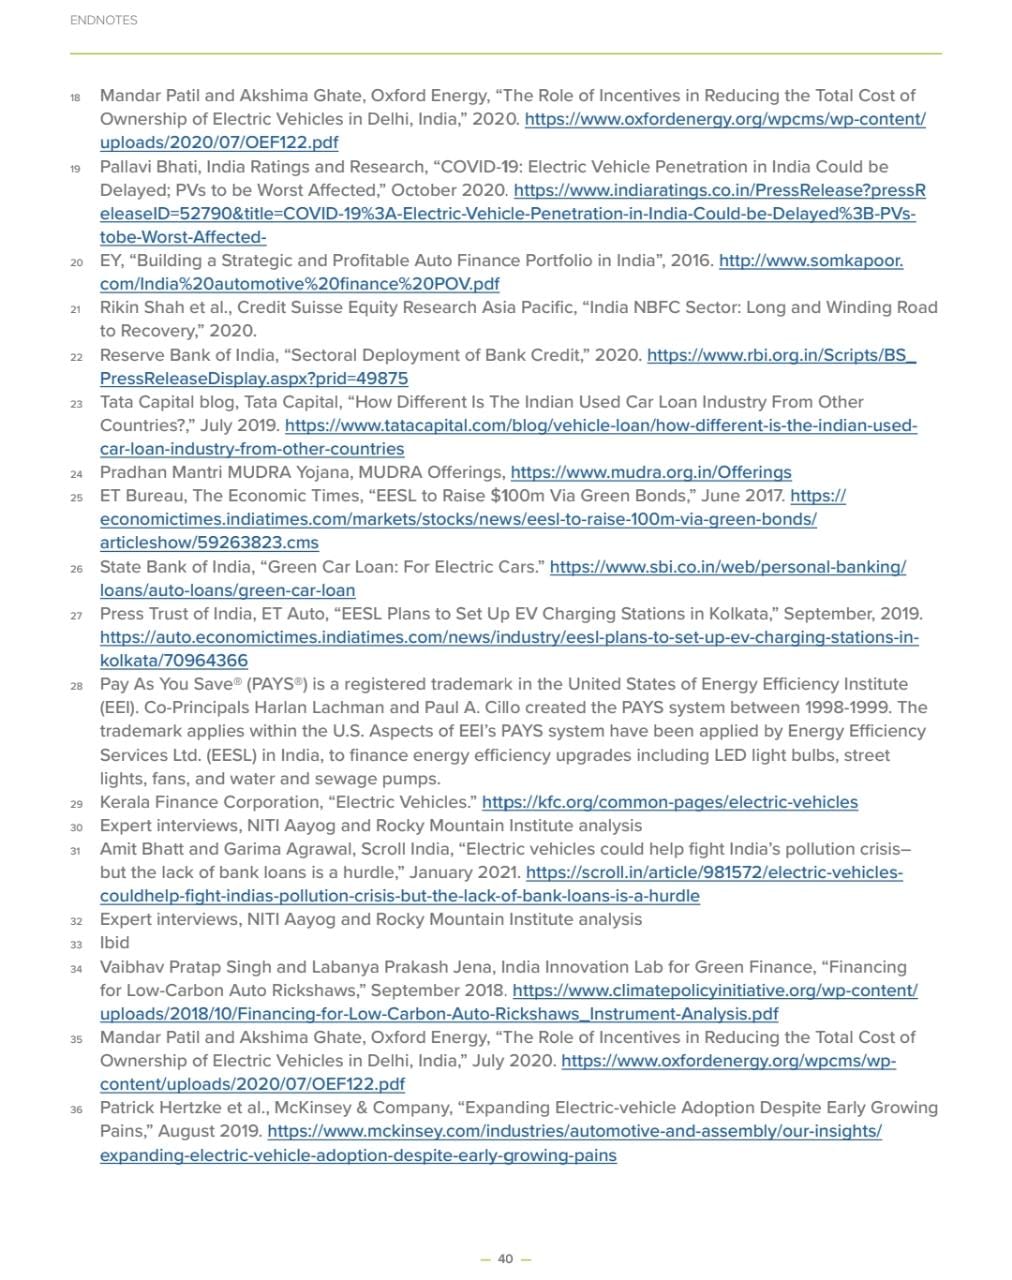 ENDNOTES
18 Mandar Patil and Akshima Ghate, Oxford Energy, “The Role of Incentives in Reducing the Total Cost of
Ownership of Electric Vehicles in Delhi, India,” 2020. https://www.oxfordenergy.org/wpcms/wp-content/
uploads/2020/07/OEF122.pdf
19 Pallavi Bhati, India Ratings and Research, “COVID-19: Electric Vehicle Penetration in India Could be
Delayed; PVs to be Worst Affected,” October 2020. https://www.indiaratings.co.in/PressRelease?pressR
eleaseID=52790&title=COVID-19%3A-Electric-Vehicle-Penetration-in-India-Could-be-Delayed%3B-PVs-
tobe-Worst-Affected-
20 EY, “Building a Strategic and Profitable Auto Finance Portfolio in India”, 2016. http://www.somkapoor.
com/India%20automotive%20finance%20POV.pdf
21 Rikin Shah et al., Credit Suisse Equity Research Asia Pacific, “India NBFC Sector: Long and Winding Road
to Recovery,” 2020.
22 Reserve Bank of India, “Sectoral Deployment of Bank Credit,” 2020. https://www.rbi.org.in/Scripts/BS_
PressReleaseDisplay.aspx?prid=49875
23 Tata Capital blog, Tata Capital, “How Different Is The Indian Used Car Loan Industry From Other
Countries?,” July 2019. https://www.tatacapital.com/blog/vehicle-loan/how-different-is-the-indian-used-
car-loan-industry-from-other-countries
24 Pradhan Mantri MUDRA Yojana, MUDRA Offerings, https://www.mudra.org.in/Offerings
25 ET Bureau, The Economic Times, “EESL to Raise $100m Via Green Bonds,” June 2017. https://
economictimes.indiatimes.com/markets/stocks/news/eesl-to-raise-100m-via-green-bonds/
articleshow/59263823.cms
26 State Bank of India, “Green Car Loan: For Electric Cars.” https://www.sbi.co.in/web/personal-banking/
loans/auto-loans/green-car-loan
27 Press Trust of India, ET Auto, “EESL Plans to Set Up EV Charging Stations in Kolkata,” September, 2019.
https://auto.economictimes.indiatimes.com/news/industry/eesl-plans-to-set-up-ev-charging-stations-in-
kolkata/70964366
28 Pay As You Save® (PAYS®) is a registered trademark in the United States of Energy Efficiency Institute
(EEI). Co-Principals Harlan Lachman and Paul A. Cillo created the PAYS system between 1998-1999. The
trademark applies within the U.S. Aspects of EEI’s PAYS system have been applied by Energy Efficiency
Services Ltd. (EESL) in India, to finance energy efficiency upgrades including LED light bulbs, street
lights, fans, and water and sewage pumps.
29 Kerala Finance Corporation, “Electric Vehicles.” https://kfc.org/common-pages/electric-vehicles
30 Expert interviews, NITI Aayog and Rocky Mountain Institute analysis
31 Amit Bhatt and Garima Agrawal, Scroll India, “Electric vehicles could help fight India’s pollution crisis–
but the lack of bank loans is a hurdle,” January 2021. https://scroll.in/article/981572/electric-vehicles-
couldhelp-fight-indias-pollution-crisis-but-the-lack-of-bank-loans-is-a-hurdle
32 Expert interviews, NITI Aayog and Rocky Mountain Institute analysis
33 Ibid
34 Vaibhav Pratap Singh and Labanya Prakash Jena, India Innovation Lab for Green Finance, “Financing
for Low-Carbon Auto Rickshaws,” September 2018. https://www.climatepolicyinitiative.org/wp-content/
uploads/2018/10/Financing-for-Low-Carbon-Auto-Rickshaws_Instrument-Analysis.pdf
35 Mandar Patil and Akshima Ghate, Oxford Energy, “The Role of Incentives in Reducing the Total Cost of
Ownership of Electric Vehicles in Delhi, India,” July 2020. https://www.oxfordenergy.org/wpcms/wp-
content/uploads/2020/07/OEF122.pdf
36 Patrick Hertzke et al., McKinsey & Company, “Expanding Electric-vehicle Adoption Despite Early Growing
Pains,” August 2019. https://www.mckinsey.com/industries/automotive-and-assembly/our-insights/
expanding-electric-vehicle-adoption-despite-early-growing-pains
— 40 —